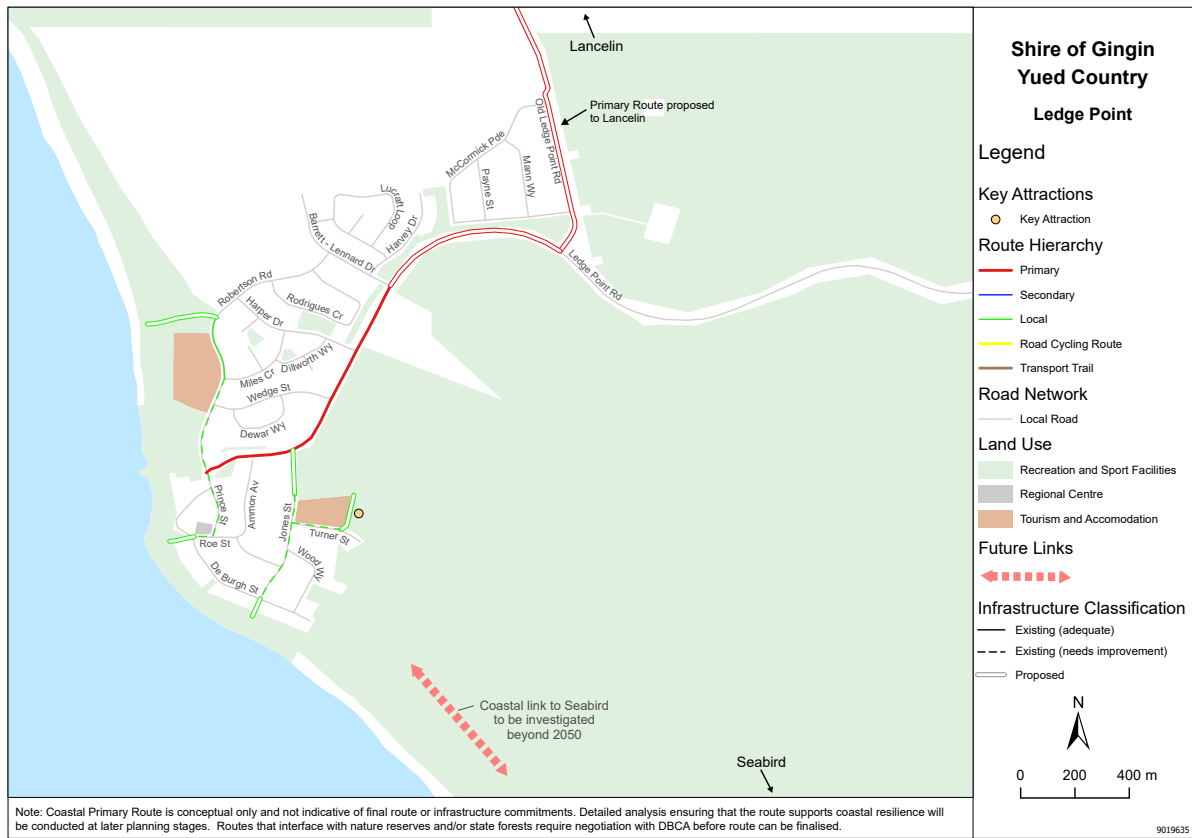 Lancelin
Primary Route proposed
to Lancelin
Old Ledge Point Rd
McCormick Pde
Mann Wy
Payne St
Lucraft Loop
Harvey Dr
Barrett - Lennard Dr
Ledge Point Rd
Robertson Rd
Rodrigues Cr
Harper Dr
Dillworth Wy
Miles Cr
Wedge St
Dewar Wy
Prince St
Ammon Av
Jones St
Turner St
Roe St
Wood Wy
De Burgh St
Coastal link to Seabird
to be investigated
beyond 2050
Seabird
Shire of Gingin
Yued Country
Ledge Point
Legend
Key Attractions
Key Attraction
Route Hierarchy
Primary
Secondary
Local
Road Cycling Route
Transport Trail
Road Network
Local Road
Land Use
Recreation and Sport Facilities
Regional Centre
Tourism and Accomodation
Future Links
Infrastructure Classification
Existing (adequate)
Existing (needs improvement)
Proposed
N
0 200 400 m
Note: Coastal Primary Route is conceptual only and not indicative of final route or infrastructure commitments. Detailed analysis ensuring that the route supports coastal resilience will
be conducted at later planning stages. Routes that interface with nature reserves and/or state forests require negotiation with DBCA before route can be finalised.
9019635